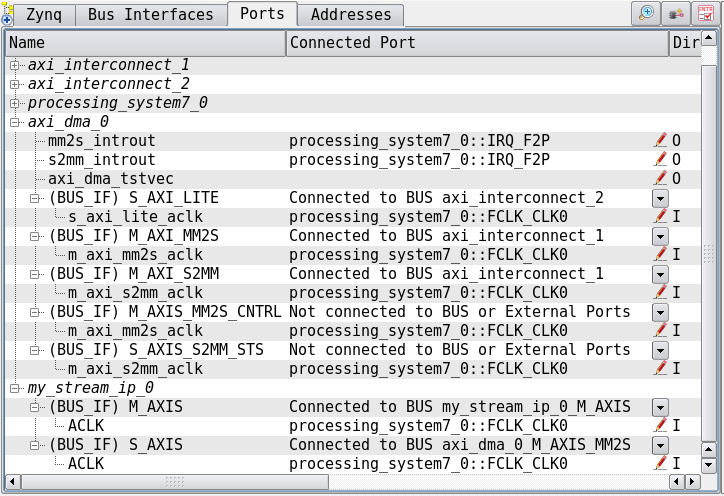 Zynq Bus Interfaces Ports Addresses INTR
Name Connected Port Dir
axi_interconnect_1
axi_interconnect_2
processing_system7_0
axi_dma_0
mm2s_introut processing_system7_0::IRQ_F2P O
s2mm_introut processing_system7_0::IRQ_F2P O
axi_dma_tstvec O
(BUS_IF) S_AXI_LITE Connected to BUS axi_interconnect_2
s_axi_lite_aclk processing_system7_0::FCLK_CLK0 I
(BUS_IF) M_AXI_MM2S Connected to BUS axi_interconnect_1
m_axi_mm2s_aclk processing_system7_0::FCLK_CLK0 I
(BUS_IF) M_AXI_S2MM Connected to BUS axi_interconnect_1
m_axi_s2mm_aclk processing_system7_0::FCLK_CLK0 I
(BUS_IF) M_AXIS_MM2S_CNTRL Not connected to BUS or External Ports
m_axi_mm2s_aclk processing_system7_0::FCLK_CLK0 I
(BUS_IF) S_AXIS_S2MM_STS Not connected to BUS or External Ports
m_axi_s2mm_aclk processing_system7_0::FCLK_CLK0 I
my_stream_ip_0
(BUS_IF) M_AXIS Connected to BUS my_stream_ip_0_M_AXIS
ACLK processing_system7_0::FCLK_CLK0 I
(BUS_IF) S_AXIS Connected to BUS axi_dma_0_M_AXIS_MM2S
ACLK processing_system7_0::FCLK_CLK0 I